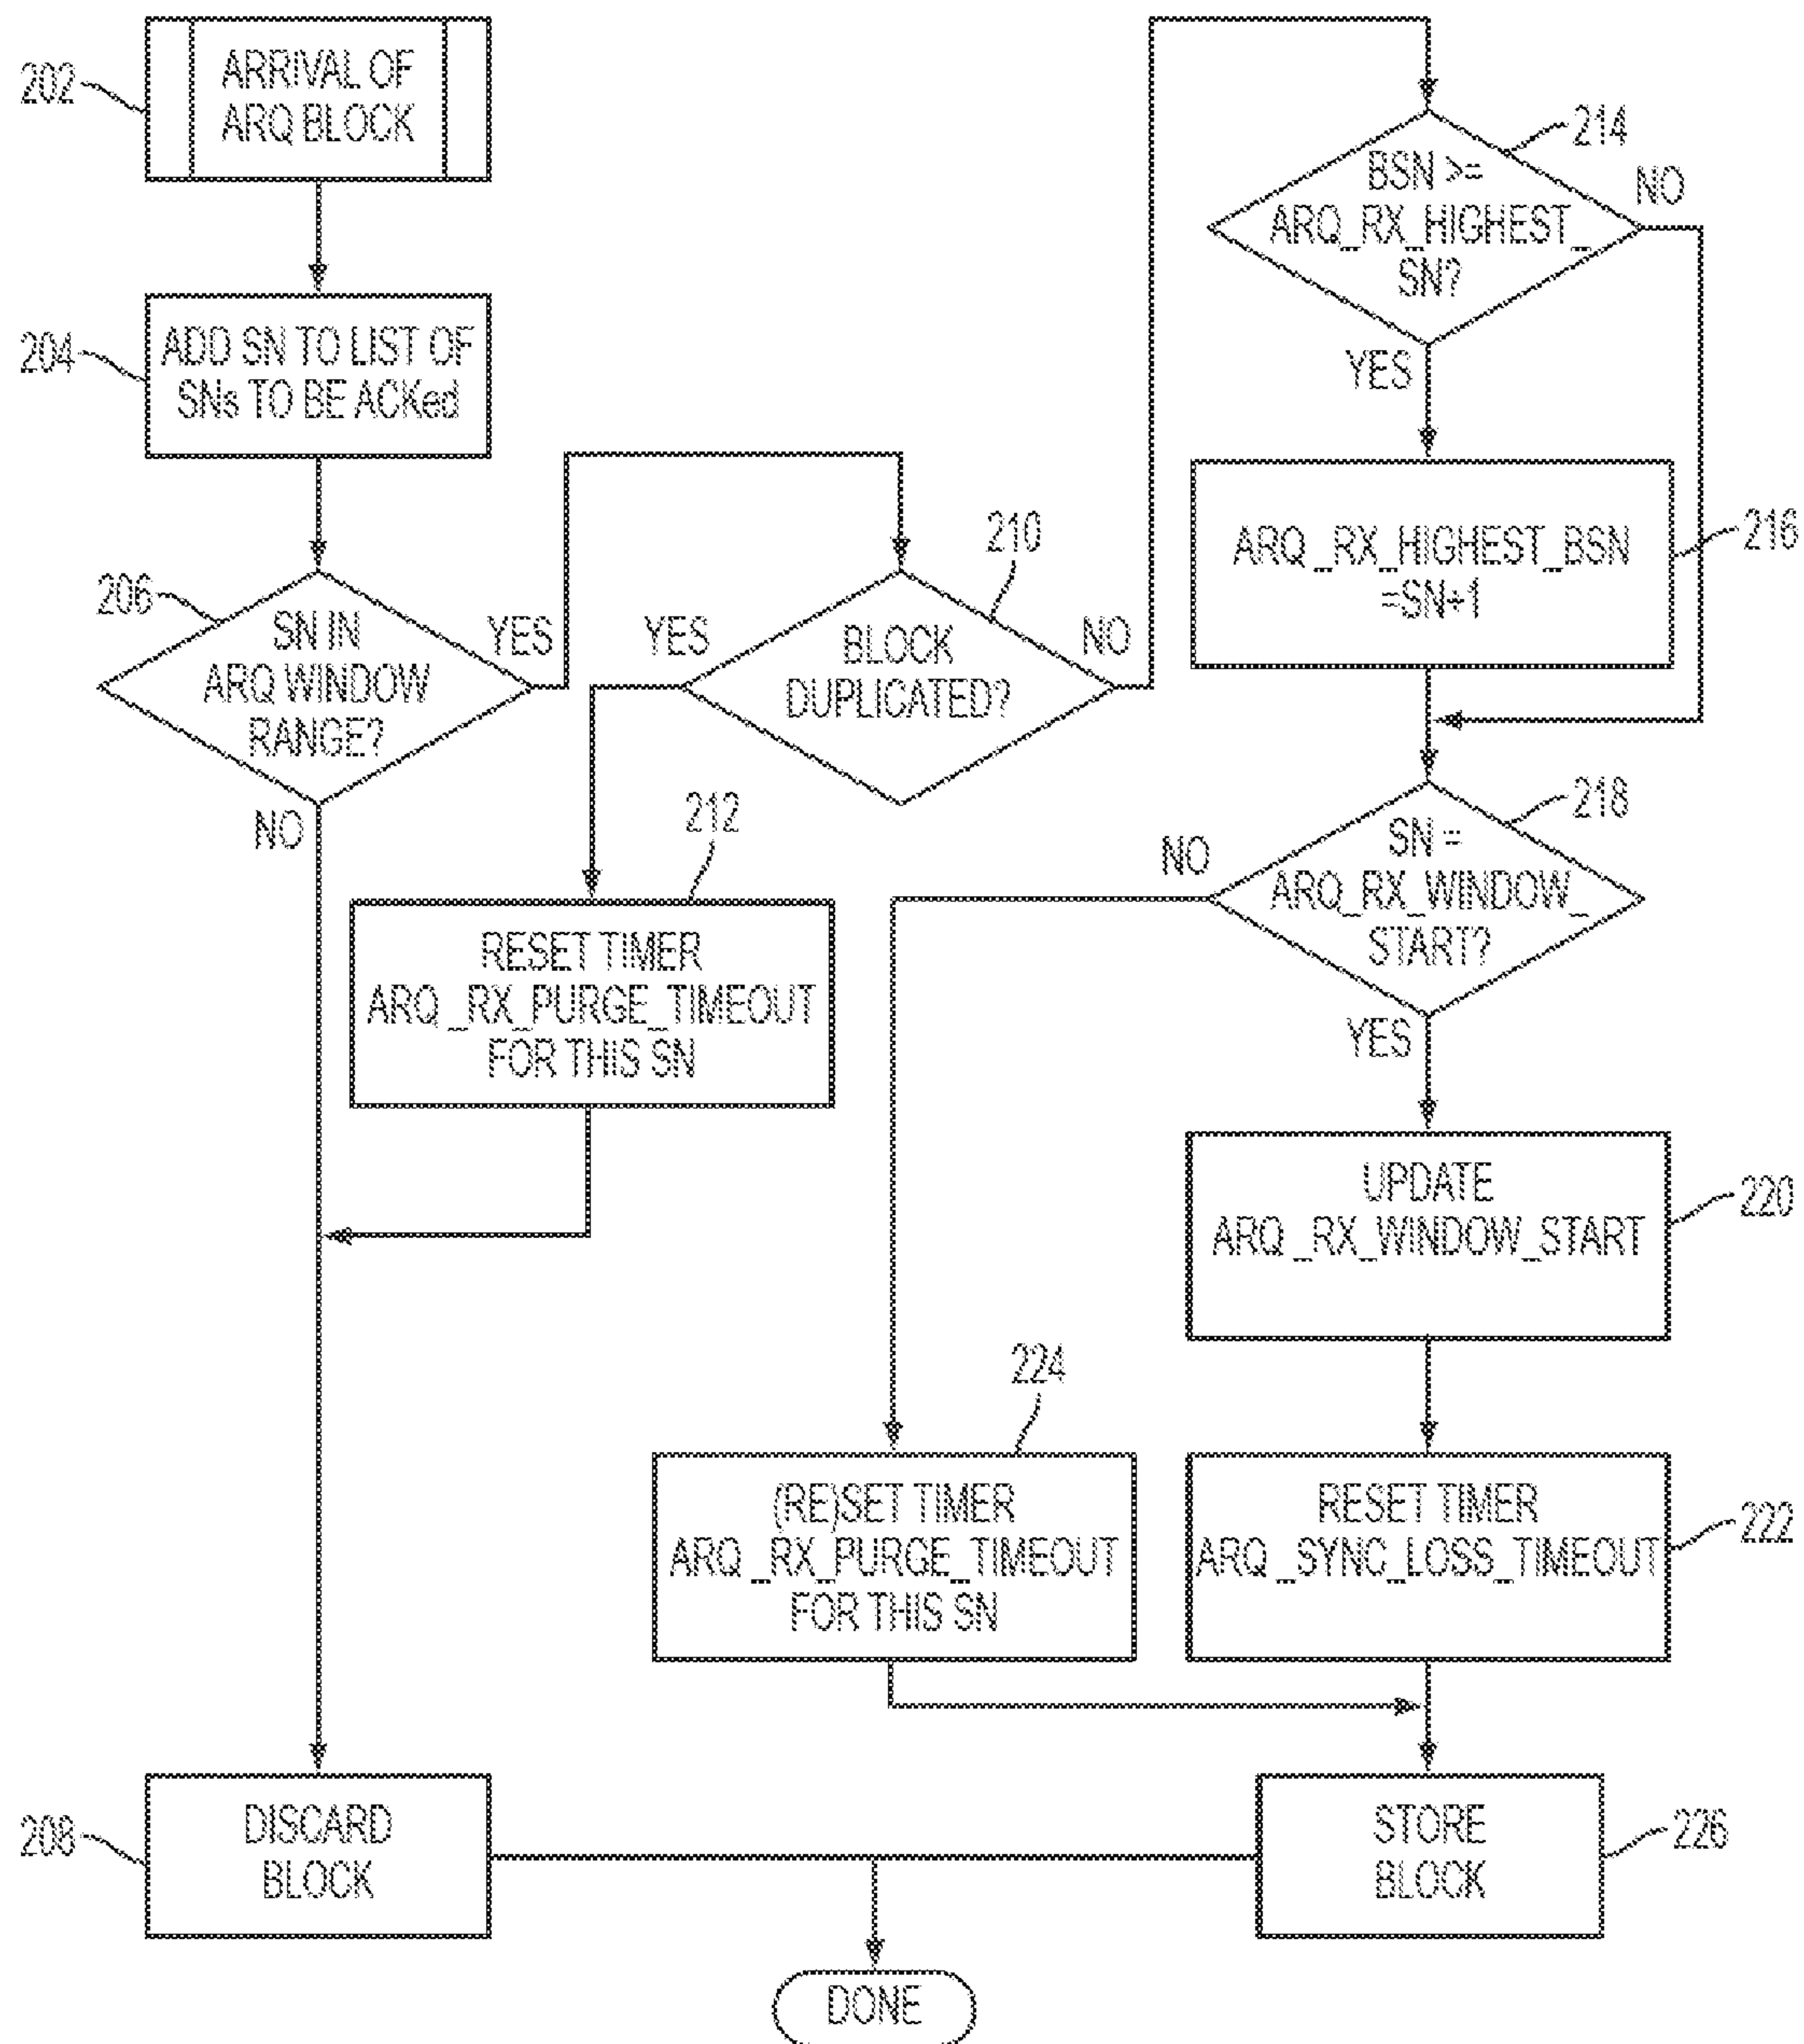 202
ARRIVAL OF
ARQ BLOCK
204
ADD SN TO LIST OF
SNs TO BE ACKed
206
SN IN
ARQ WINDOW
RANGE?
YES
NO
210
BLOCK
DUPLICATED?
YES
NO
212
RESET TIMER
ARQ_RX_PURGE_TIMEOUT
FOR THIS SN
214
BSN >=
ARQ_RX_HIGHEST_
SN?
NO
YES
216
ARQ_RX_HIGHEST_BSN
=SN+1
218
SN =
ARQ_RX_WINDOW_
START?
NO
YES
220
UPDATE
ARQ_RX_WINDOW_START
222
RESET TIMER
ARQ_SYNC_LOSS_TIMEOUT
224
(RE)SET TIMER
ARQ_RX_PURGE_TIMEOUT
FOR THIS SN
208
DISCARD
BLOCK
226
STORE
BLOCK
DONE